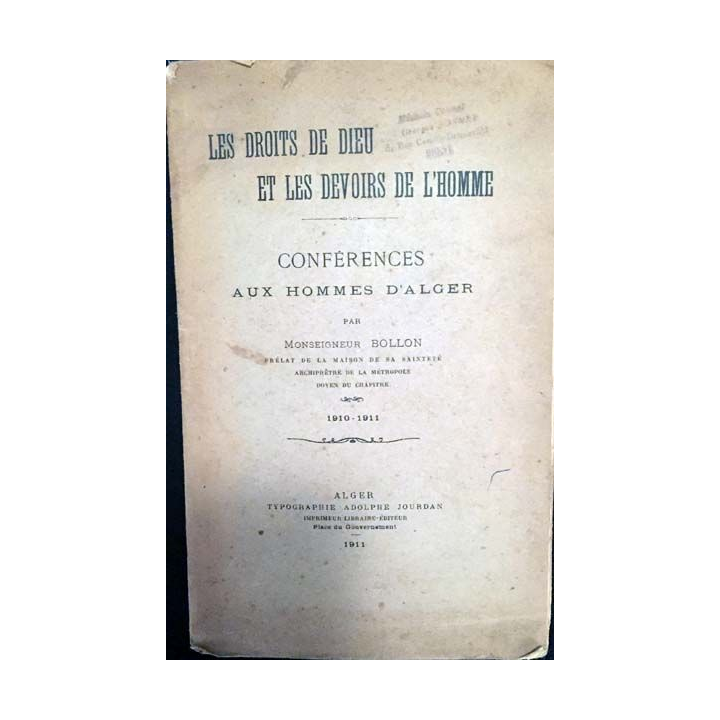 LES DROITS DE DIEU
ET LES DEVOIRS DE L'HOMME
CONFÉRENCES
AUX HOMMES D'ALGER
PAR
MONSEIGNEUR BOLLON
PRÉLAT DE LA MAISON DE SA SAINTETÉ
ARCHIPRÊTRE DE LA MÉTROPOLE
DOYEN DU CHAPITRE
1910-1911
ALGER
TYPOGRAPHIE ADOLPHE JOURDAN
IMPRIMEUR-LIBRAIRE-ÉDITEUR
Place du Gouvernement
1911